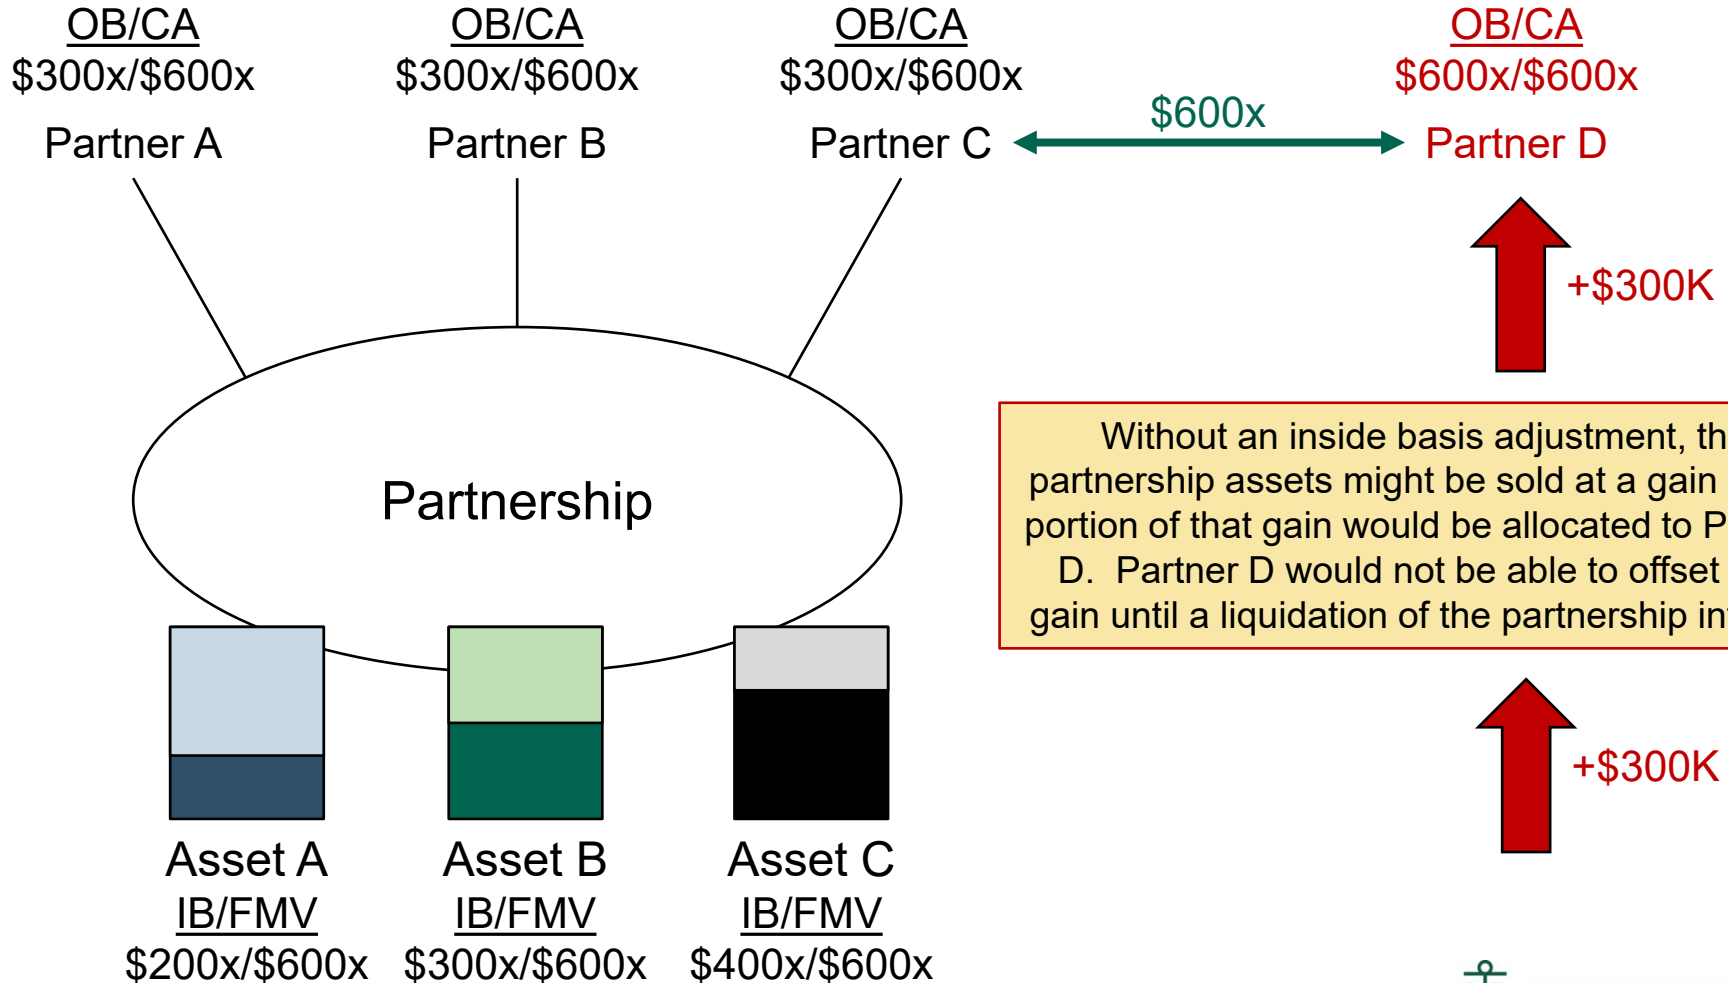 OB/CA
$300x/$600x
Partner A
OB/CA
$300x/$600x
Partner B
OB/CA
$300x/$600x
Partner C
$600x
OB/CA
$600x/$600x
Partner D
+$300K
Without an inside basis adjustment,
partnership assets might be sold at a gain
portion of that gain would be allocated to
D. Partner D would not be able to offset
gain until a liquidation of the partnership
+$300K
Partnership
Asset A
IB/FMV
$200x/$600x
Asset B
IB/FMV
$300x/$600x
Asset C
IB/FMV
$400x/$600x